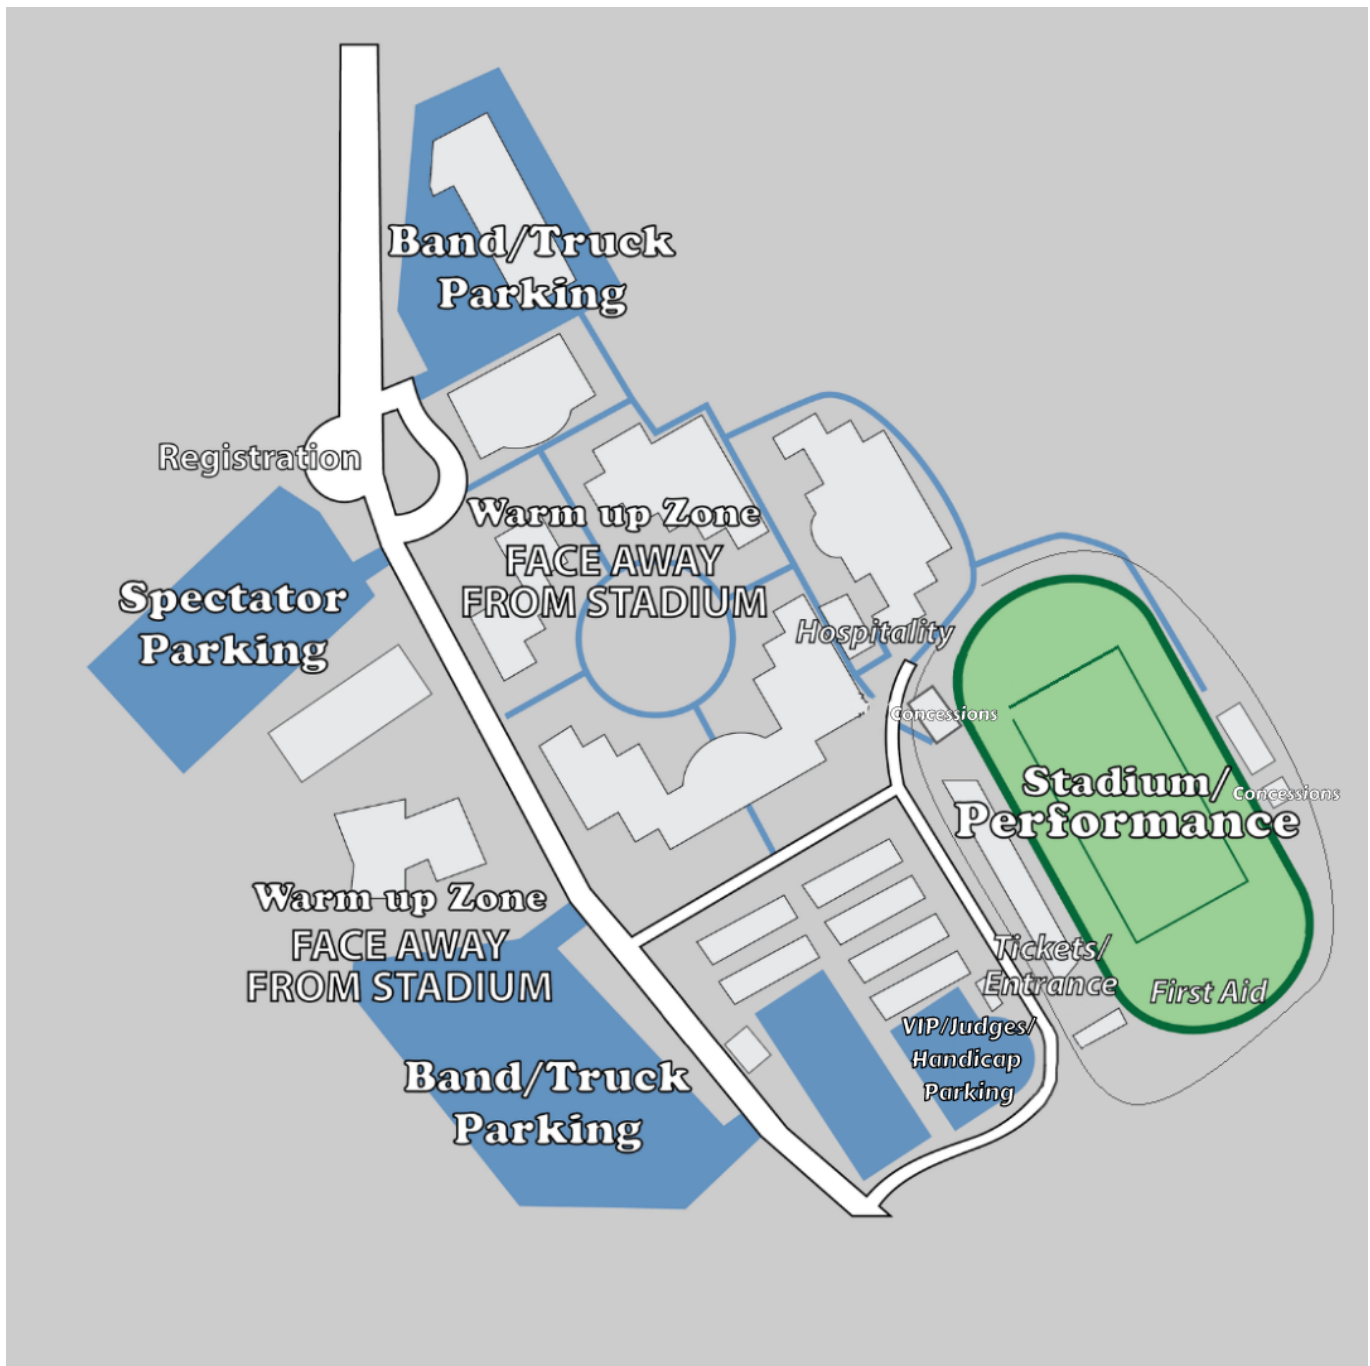 Band/Truck
Parking
Registration
Warm up Zone
FACE AWAY
FROM STADIUM
Spectator
Parking
Hospitality
Concessions
Stadium/
Performance
Concessions
Warm up Zone
FACE AWAY
FROM STADIUM
Tickets/
Entrance
First Aid
VIP/Judges/
Handicap
Parking
Band/Truck
Parking